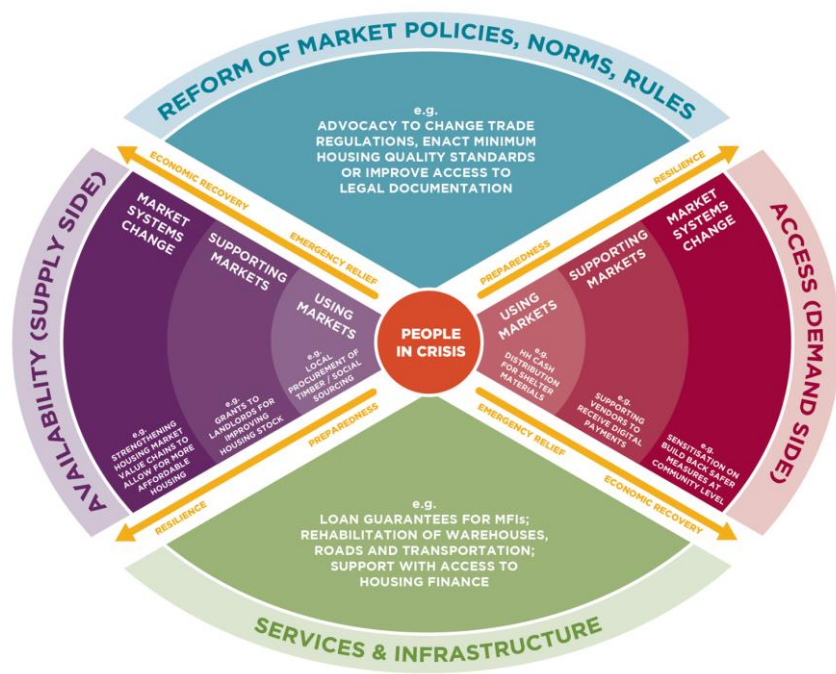 REFORM OF MARKET POLICIES, NORMS, RULES
e.g.
ADVOCACY TO CHANGE TRADE
REGULATIONS, ENACT MINIMUM
HOUSING QUALITY STANDARDS
OR IMPROVE ACCESS TO
LEGAL DOCUMENTATION
ECONOMIC RECOVERY
EMERGENCY RELIEF
PREPAREDNESS
RESILIENCE
AVAILABILITY (SUPPLY SIDE)
MARKET
SYSTEMS
CHANGE
e.g.
STRENGTHENING
HOUSING MARKET
VALUE CHAINS TO
ALLOW FOR MORE
AFFORDABLE
HOUSING
SUPPORTING
MARKETS
e.g.
GRANTS TO
LANDLORDS FOR
IMPROVING
HOUSING STOCK
USING
MARKETS
e.g.
LOCAL
PROCUREMENT OF
TIMBER / SOCIAL
SOURCING
PEOPLE
IN CRISIS
USING
MARKETS
e.g.
HH CASH
DISTRIBUTION
FOR SHELTER
MATERIALS
SUPPORTING
MARKETS
e.g.
SUPPORTING
VENDORS TO
RECEIVE DIGITAL
PAYMENTS
MARKET
SYSTEMS
CHANGE
e.g.
SENSITISATION ON
BUILD BACK SAFER
MEASURES AT
COMMUNITY LEVEL
ACCESS (DEMAND SIDE)
RESILIENCE
PREPAREDNESS
EMERGENCY RELIEF
ECONOMIC RECOVERY
e.g.
LOAN GUARANTEES FOR MFIs;
REHABILITATION OF WAREHOUSES,
ROADS AND TRANSPORTATION;
SUPPORT WITH ACCESS TO
HOUSING FINANCE
SERVICES & INFRASTRUCTURE